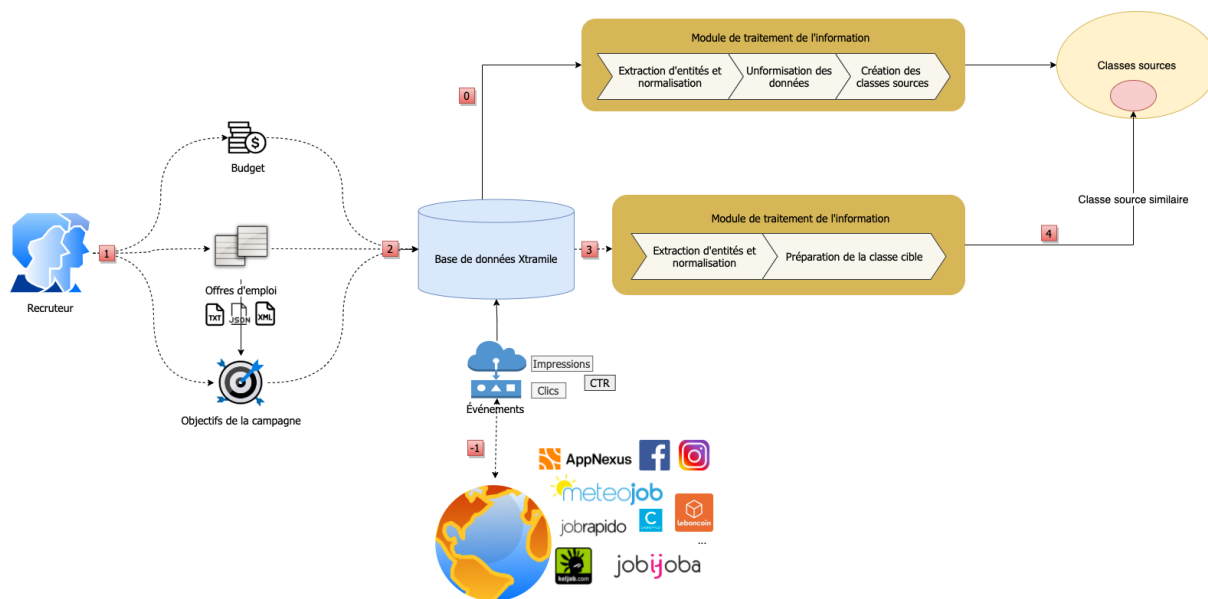 Module de traitement de l'information
Extraction d'entités et
normalisation
Unformisation des
données
Création des
classes sources
Classes sources
0
Budget
1
Recruteur
Offres d'emploi
TXT
JSON
XML
Objectifs de la campagne
2
Base de données Xtramile
3
Module de traitement de l'information
Extraction d'entités et
normalisation
Préparation de la classe cible
4
Classe source similaire
Impressions
Clics
CTR
Événements
-1
AppNexus
meteojob
jobrapido
C
leboncoin
...
keljob.com
jobijoba